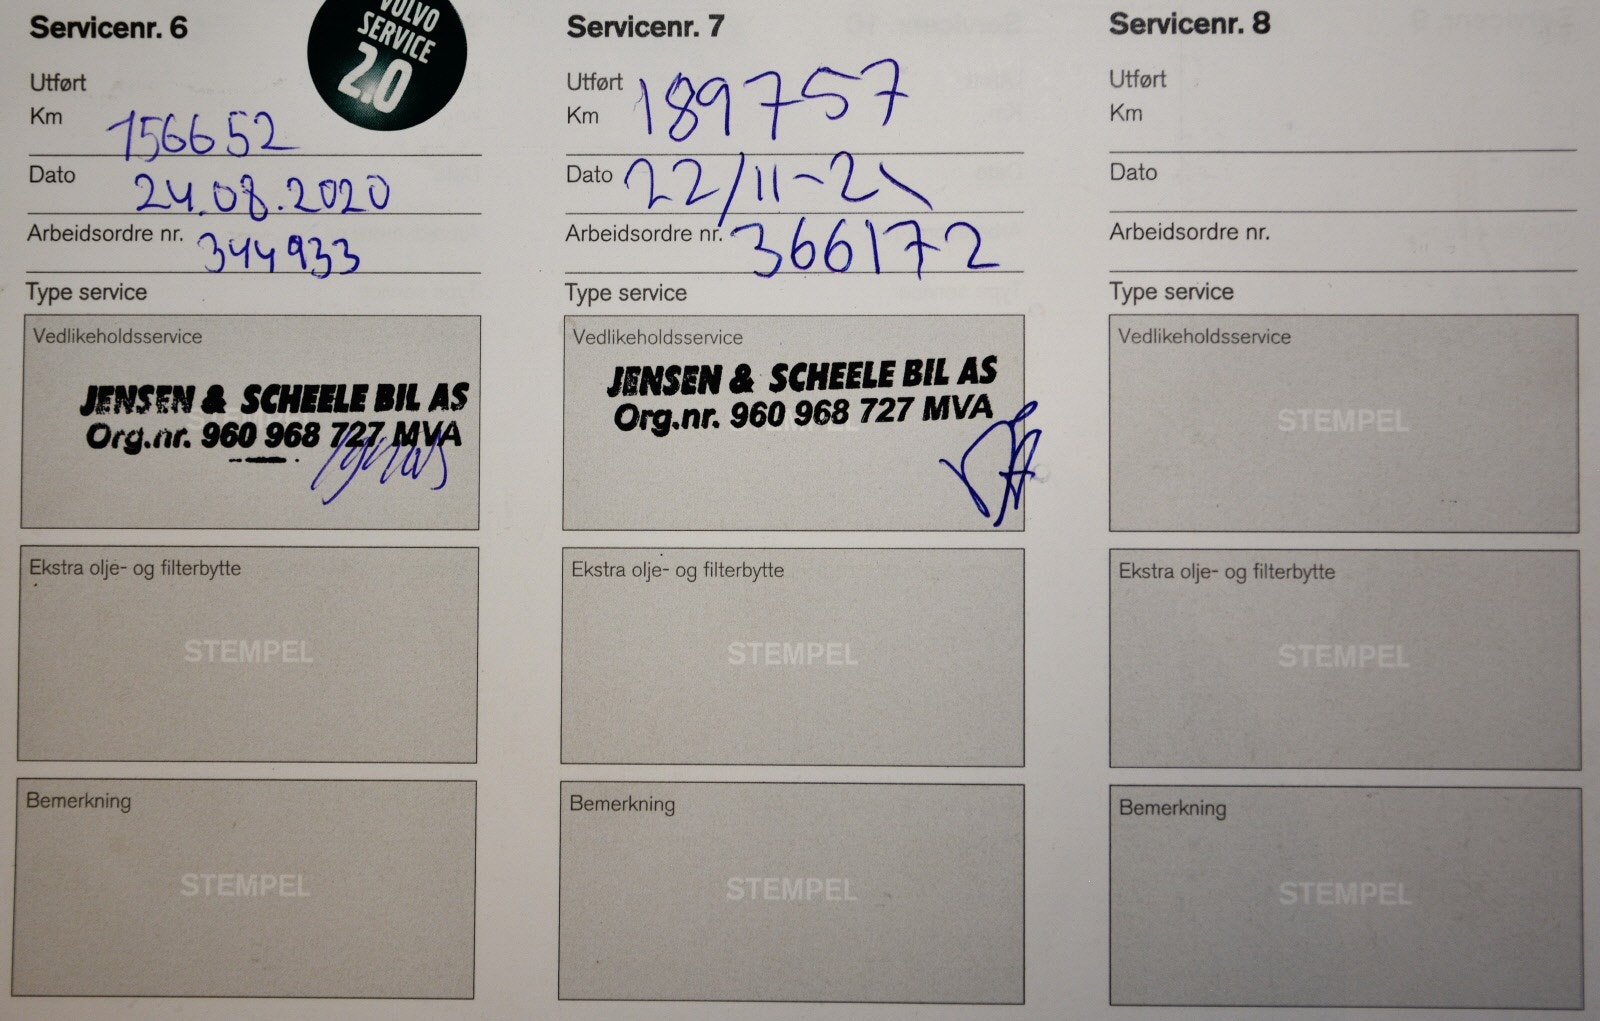 Servicenr. 6
VOLVO
SERVICE
2.0
Utført
Km 156652
Dato 24.08.2020
Arbeidsordre nr. 344933
Type service
Vedlikeholdsservice
JENSEN & SCHEELE BIL AS
Org.nr. 960 968 727 MVA
Ekstra olje- og filterbytte
STEMPEL
Bemerkning
STEMPEL
Servicenr. 7
Utført
Km 189757
Dato 22/11-21
Arbeidsordre nr. 366172
Type service
Vedlikeholdsservice
JENSEN & SCHEELE BIL AS
Org.nr. 960 968 727 MVA
Ekstra olje- og filterbytte
STEMPEL
Bemerkning
STEMPEL
Servicenr. 8
Utført
Km
Dato
Arbeidsordre nr.
Type service
Vedlikeholdsservice
STEMPEL
Ekstra olje- og filterbytte
STEMPEL
Bemerkning
STEMPEL